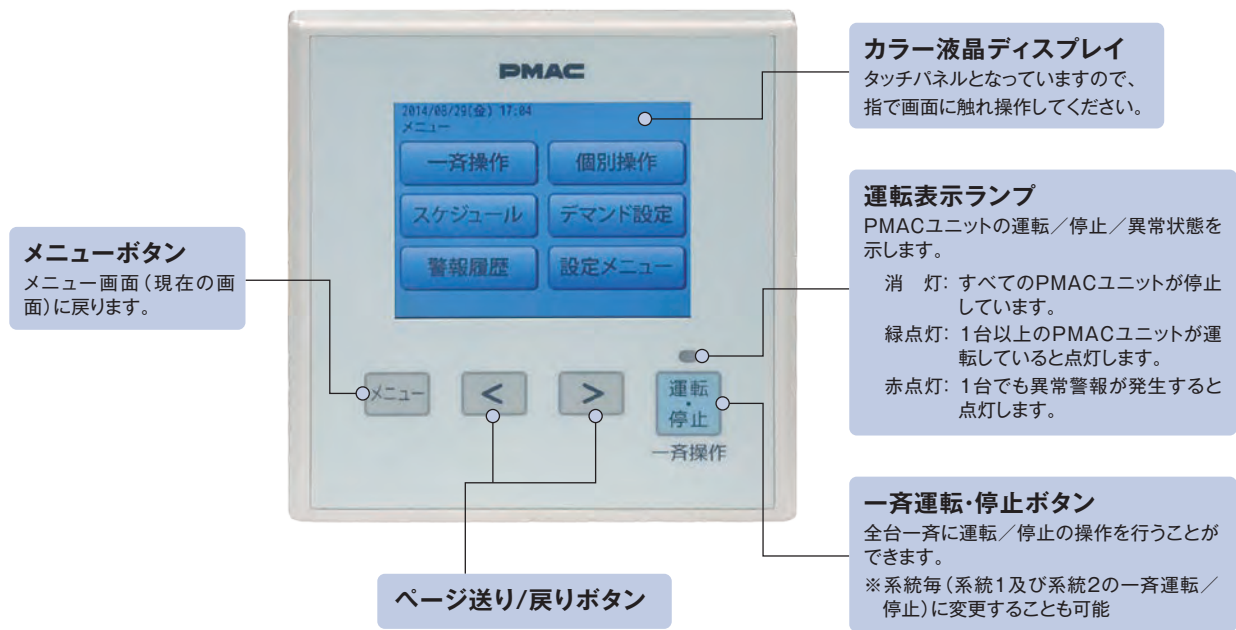 PMAC
2014/08/29(金) 17:04
メニュー
一斉操作
個別操作
スケジュール
デマンド設定
警報履歴
設定メニュー
メニュー
<
>
運転
・
停止
一斉操作
メニューボタン
メニュー画面（現在の画
面）に戻ります。
ページ送り/戻りボタン
カラー液晶ディスプレイ
タッチパネルとなっていますので、
指で画面に触れ操作してください。
運転表示ランプ
PMACユニットの運転／停止／異常状態を
示します。
消　灯：すべてのPMACユニットが停止
しています。
緑点灯：1台以上のPMACユニットが運
転していると点灯します。
赤点灯：1台でも異常警報が発生すると
点灯します。
一斉運転・停止ボタン
全台一斉に運転／停止の操作を行うことが
できます。
※系統毎（系統1及び系統2の一斉運転／
停止）に変更することも可能